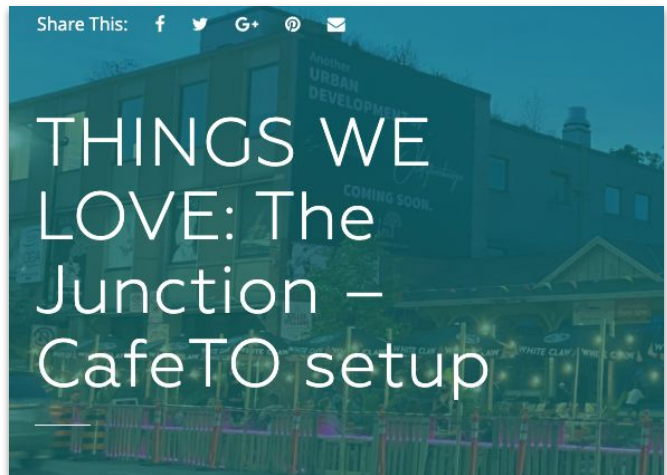 Share This:
Another
URBAN
DEVELOPMENT
COMING SOON.
THINGS WE
LOVE: The
Junction –
CafeTO setup
WHITE CLAW
WHITE CLAW